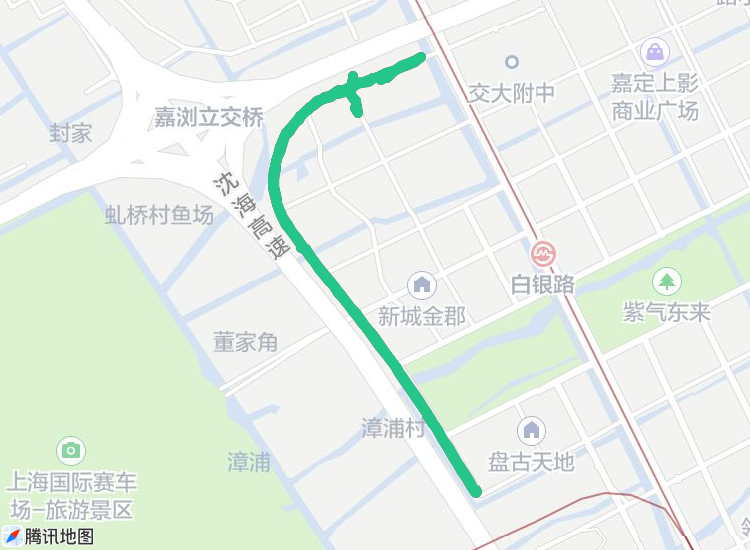 嘉定上影
商业广场
交大附中
嘉浏立交桥
封家
沈海高速
虬桥村鱼场
白银路
紫气东来
新城金郡
董家角
漳浦村
盘古天地
漳浦
上海国际赛车
场-旅游景区
腾讯地图